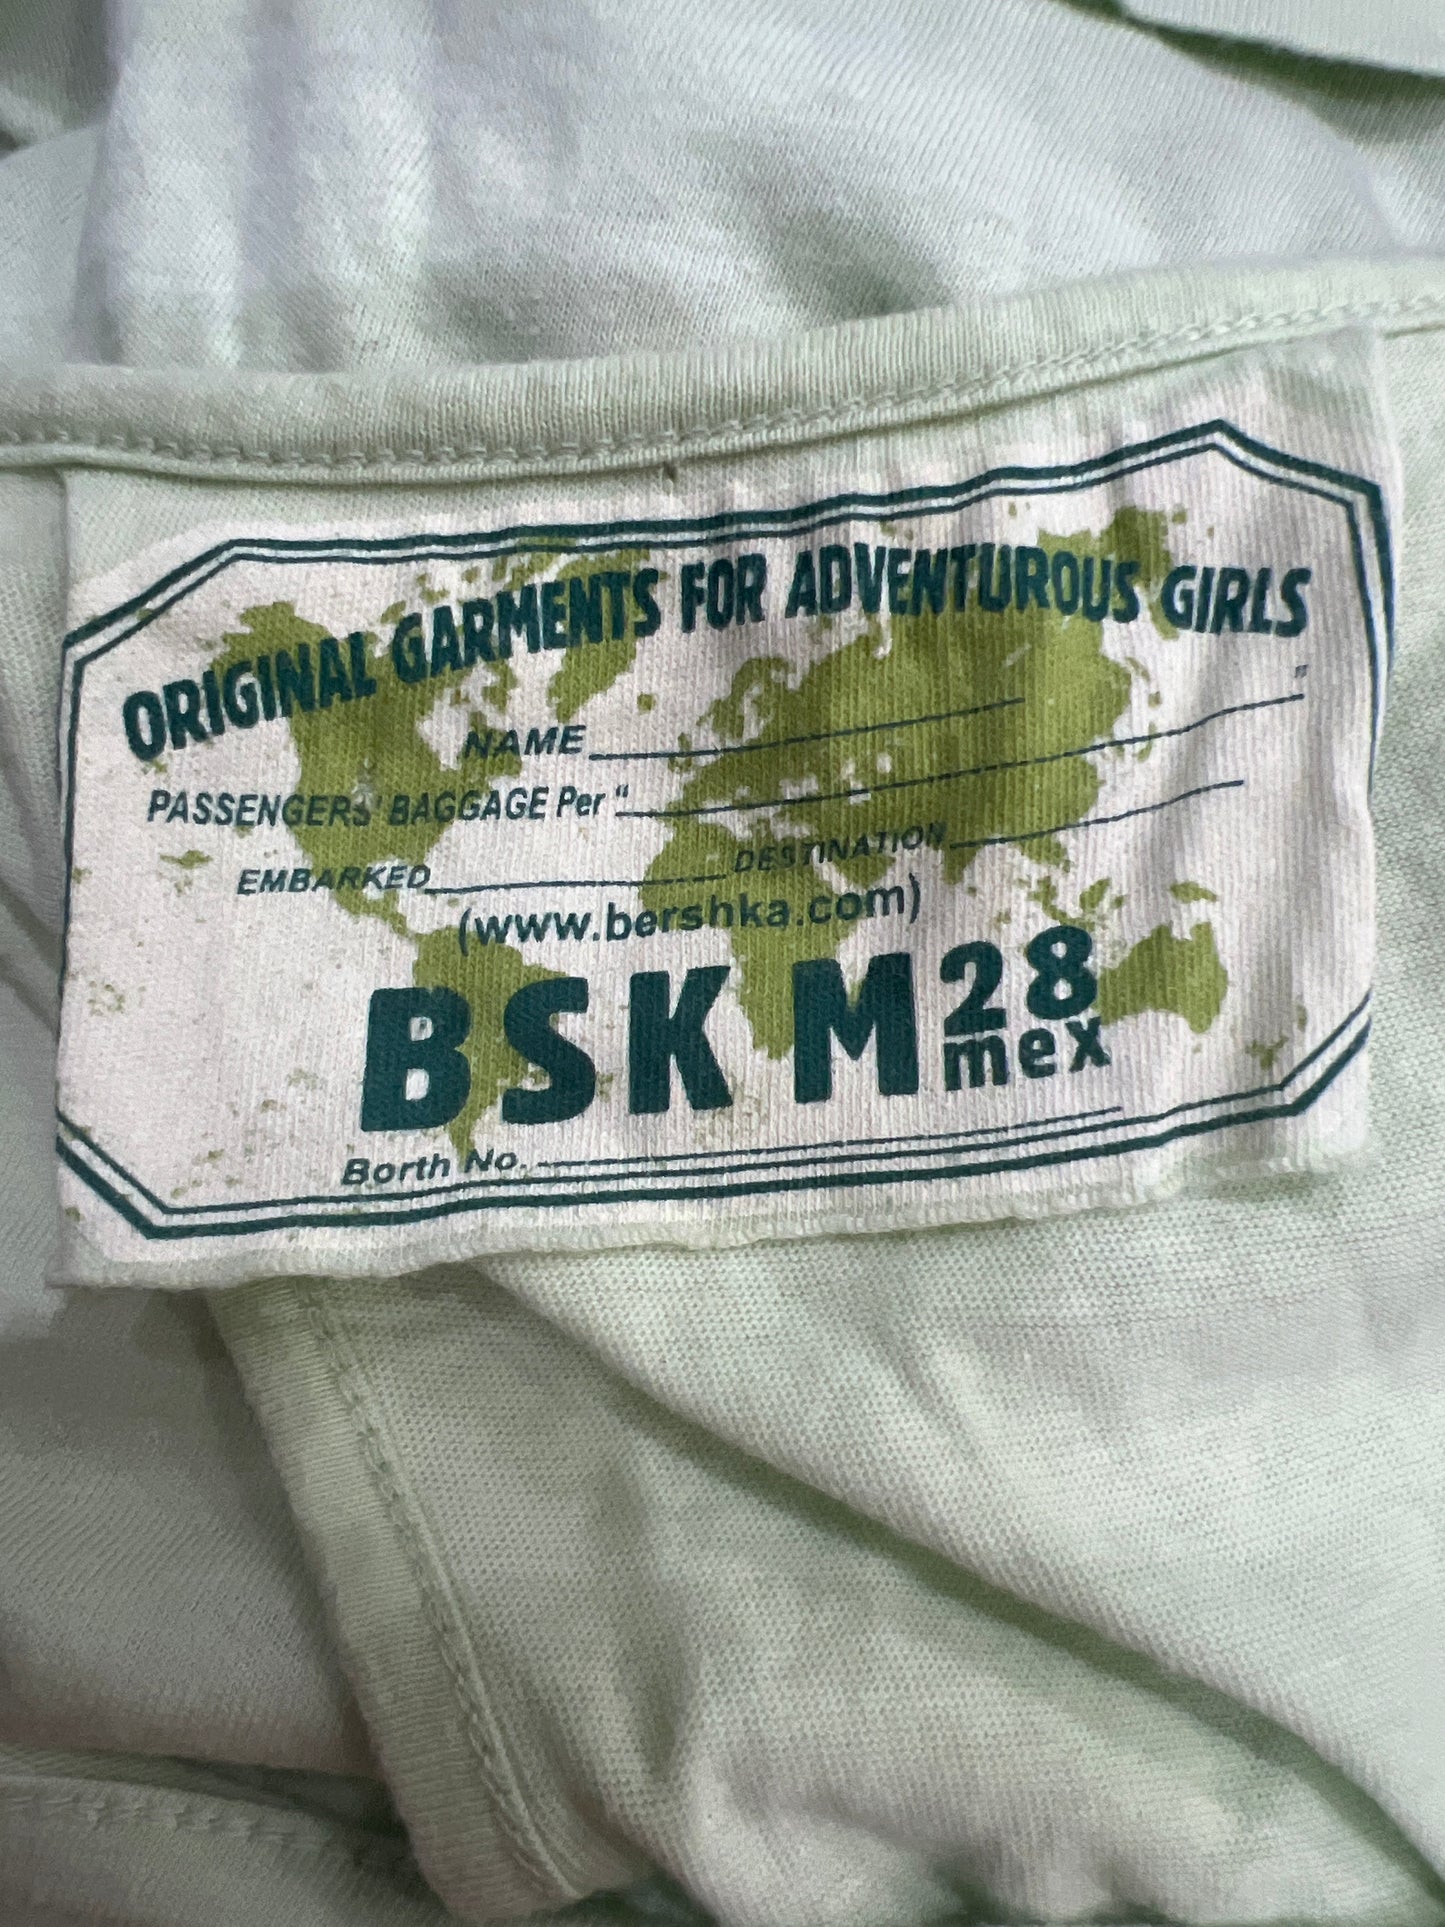 ORIGINAL GARMENTS FOR ADVENTUROUS GIRLS
NAME
PASSENGERS' BAGGAGE Per “ "
EMBARKED DESTINATION
(www.bershka.com)
BSK M 28
mex
Borth No.